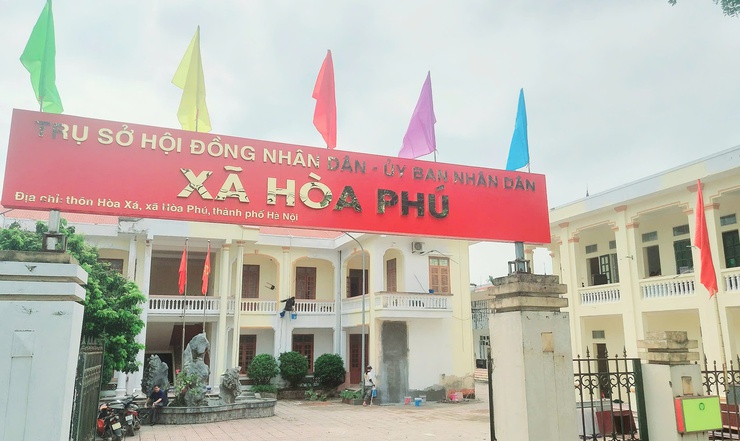 TRỤ SỞ HỘI ĐỒNG NHÂN DÂN - ỦY BAN NHÂN DÂN
XÃ HÒA PHÚ
Địa chỉ: thôn Hòa Xá, xã Hòa Phú, thành phố Hà Nội